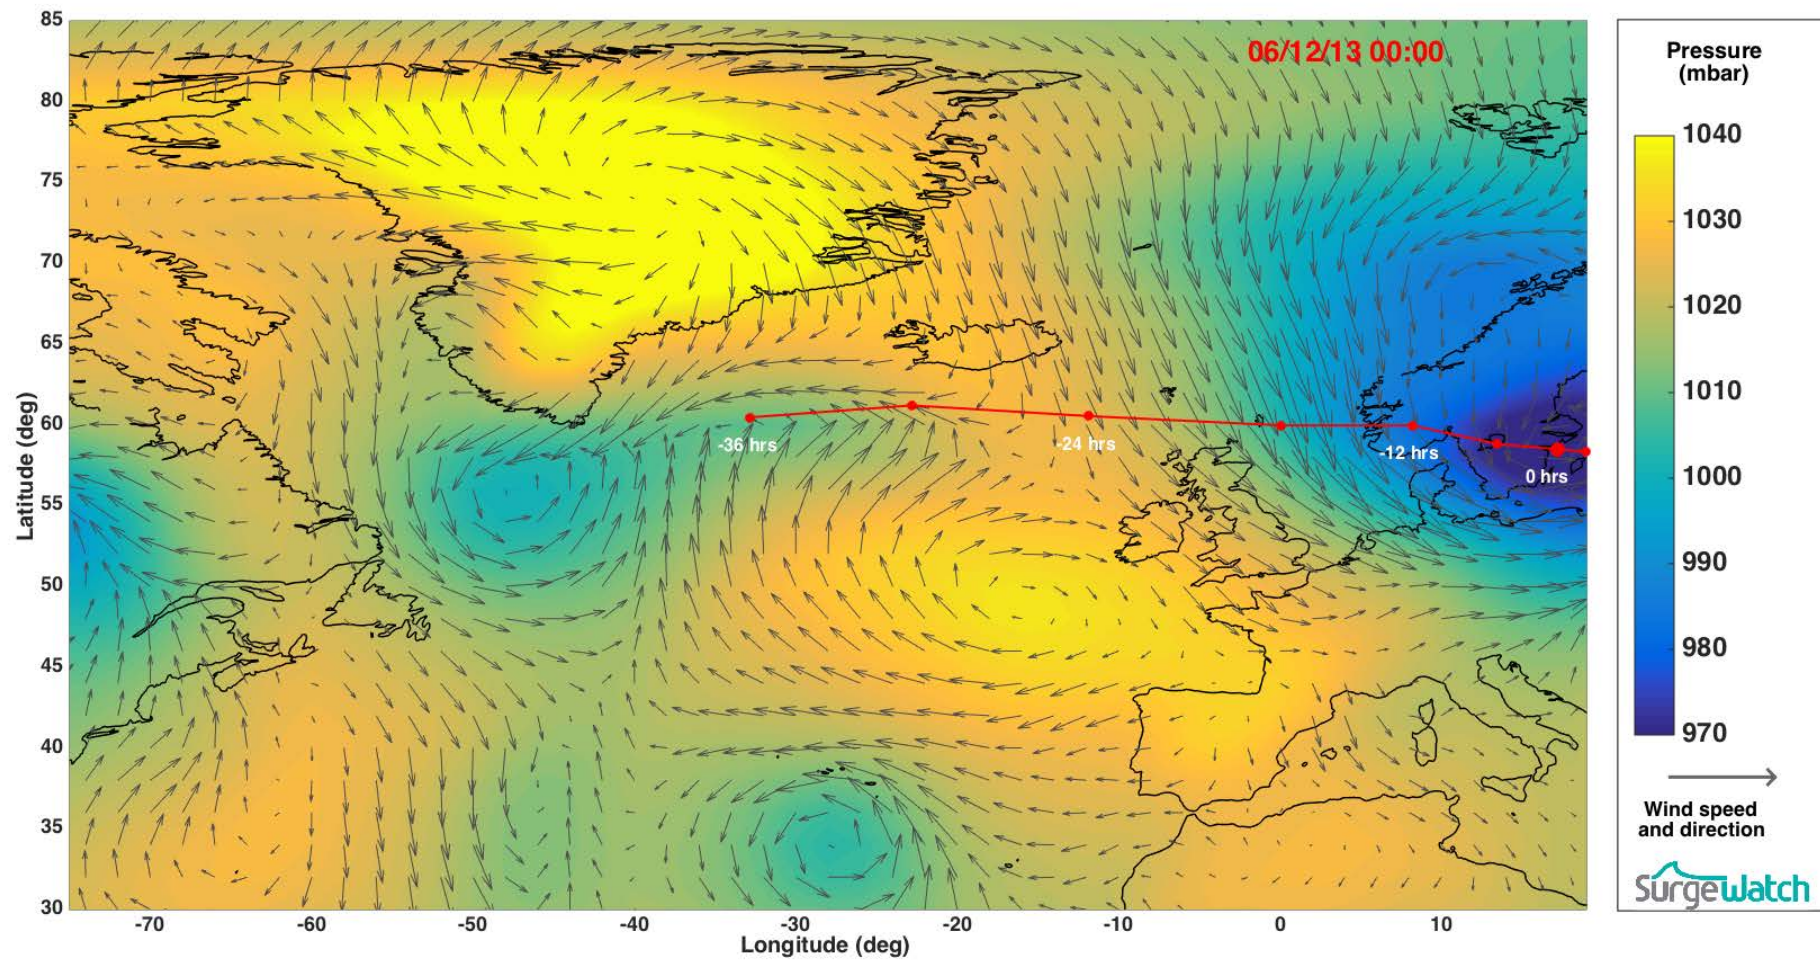 06/12/13 00:00
85
80
75
70
65
60
55
50
45
40
35
30
Latitude (deg)
-36 hrs
-24 hrs
-12 hrs
0 hrs
-70
-60
-50
-40
-30
-20
-10
0
10
Longitude (deg)
Pressure
(mbar)
1040
1030
1020
1010
1000
990
980
970
Wind speed
and direction
Surgewatch